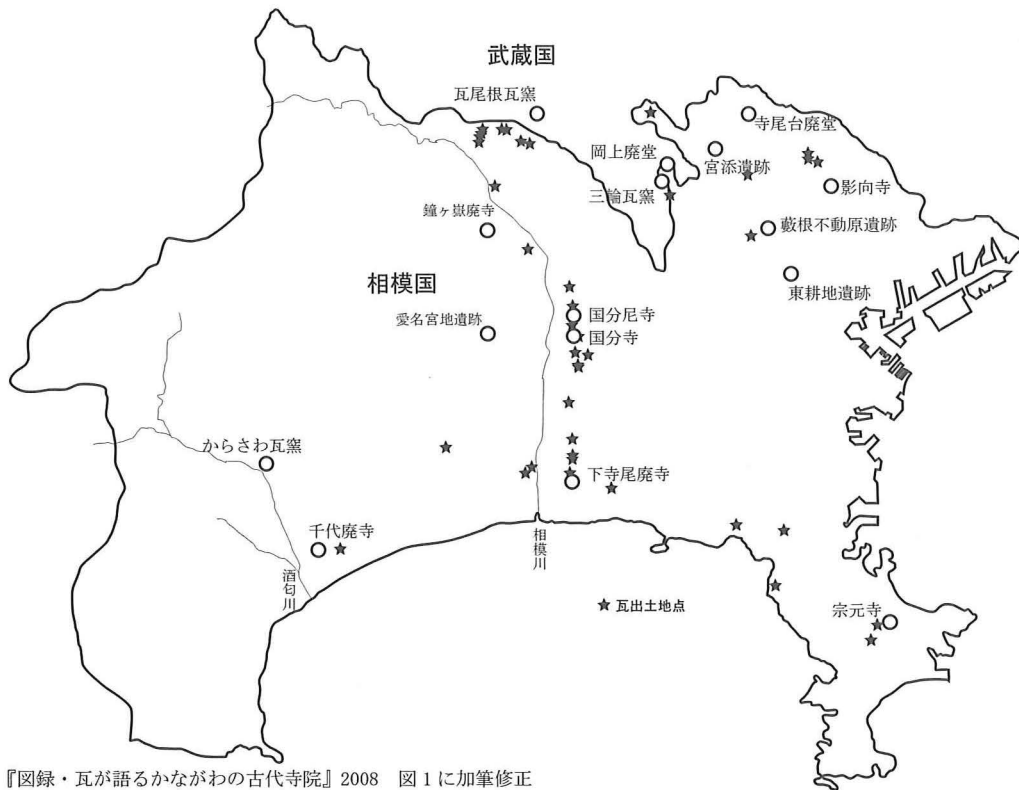 武蔵国
瓦尾根瓦窯
寺尾台廃堂
岡上廃堂
宮添遺跡
三輪瓦窯
影向寺
鐘ヶ嶽廃寺
藪根不動原遺跡
相模国
東耕地遺跡
国分尼寺
愛名宮地遺跡
国分寺
からさわ瓦窯
下寺尾廃寺
千代廃寺
相模川
酒匂川
★瓦出土地点
宗元寺
『図録・瓦が語るかながわの古代寺院』2008　図1に加筆修正